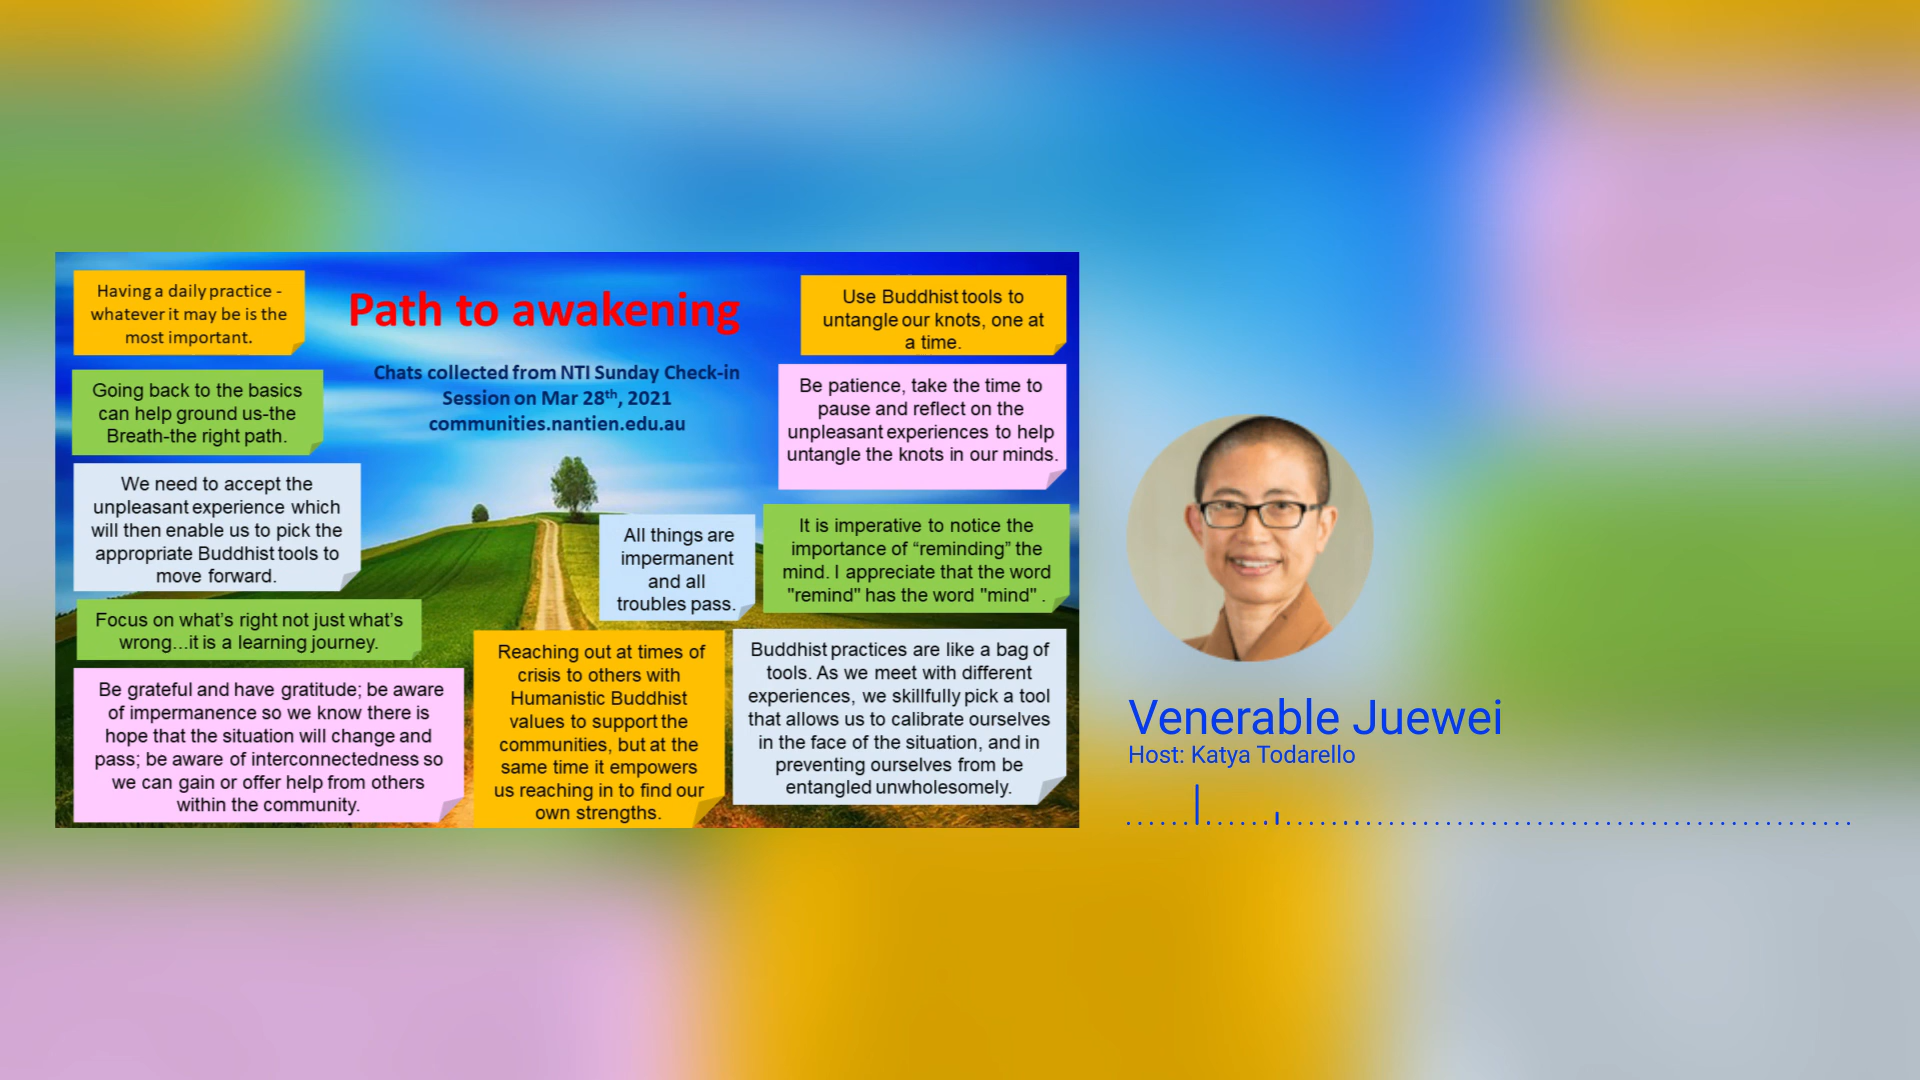 Path to awakening
Chats collected from NTI Sunday Check-in
Session on Mar 28th, 2021
communities.nantien.edu.au
Having a daily practice -
whatever it may be is the
most important.
Going back to the basics
can help ground us-the
Breath-the right path.
We need to accept the
unpleasant experience which
will then enable us to pick the
appropriate Buddhist tools to
move forward.
Focus on what's right not just what's
wrong...it is a learning journey.
Be grateful and have gratitude; be aware
of impermanence so we know there is
hope that the situation will change and
pass; be aware of interconnectedness so
we can gain or offer help from others
within the community.
Reaching out at times of
crisis to others with
Humanistic Buddhist
values to support the
communities, but at the
same time it empowers
us reaching in to find our
own strengths.
All things are
impermanent
and all
troubles pass.
Use Buddhist tools to
untangle our knots, one at
a time.
Be patience, take the time to
pause and reflect on the
unpleasant experiences to help
untangle the knots in our minds.
It is imperative to notice the
importance of “reminding” the
mind. I appreciate that the word
"remind" has the word "mind" .
Buddhist practices are like a bag of
tools. As we meet with different
experiences, we skillfully pick a tool
that allows us to calibrate ourselves
in the face of the situation, and in
preventing ourselves from be
entangled unwholesomely.
Venerable Juewei
Host: Katya Todarello